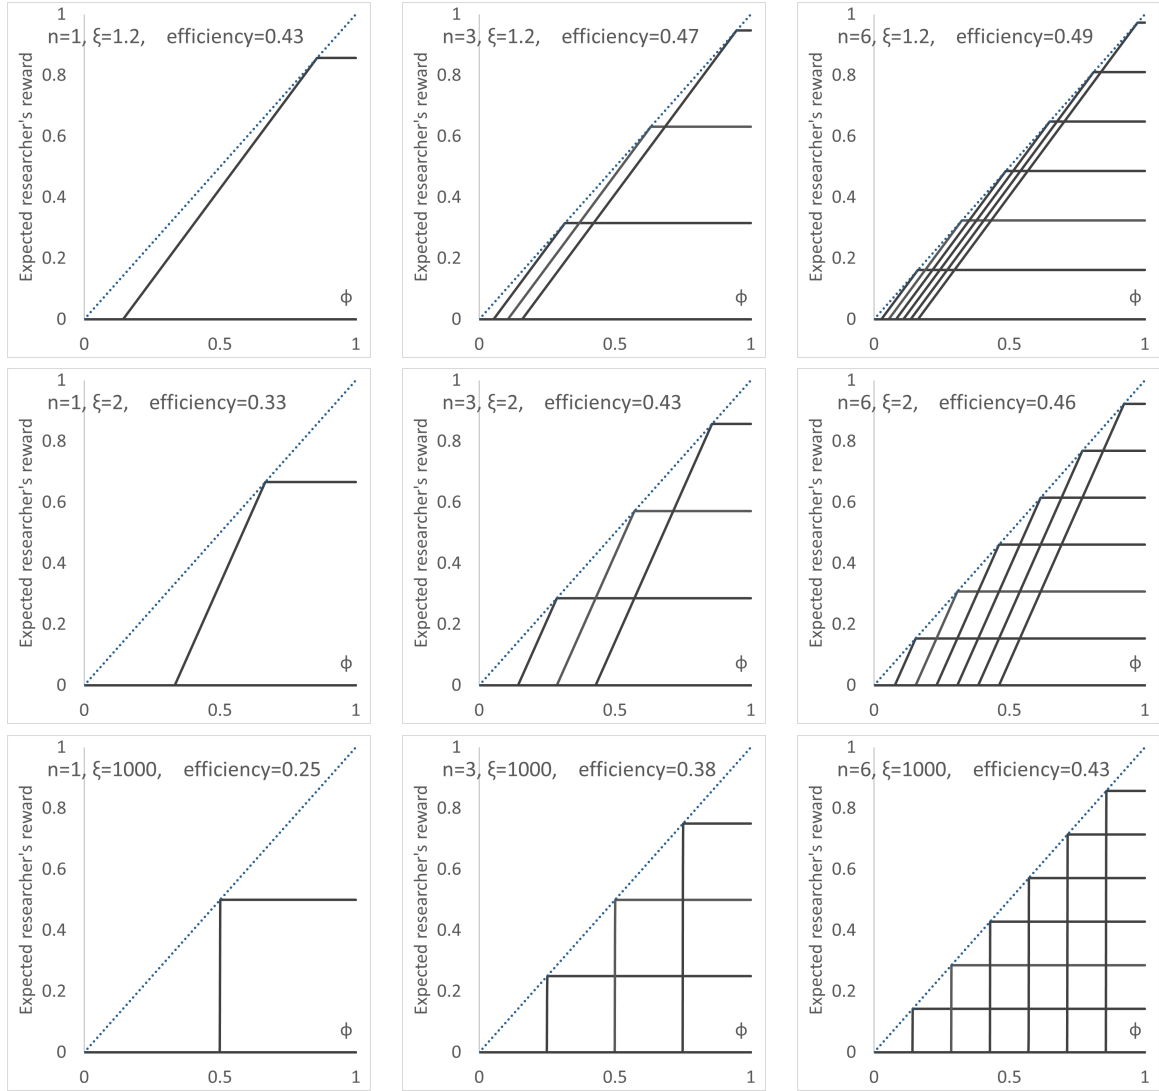 1
n=1, ξ=1.2, efficiency=0.43
0.8
0.6
0.4
0.2
0
Expected researcher's reward
ϕ
0 0.5 1
1
n=3, ξ=1.2, efficiency=0.47
0.8
0.6
0.4
0.2
0
Expected researcher's reward
ϕ
0 0.5 1
1
n=6, ξ=1.2, efficiency=0.49
0.8
0.6
0.4
0.2
0
Expected researcher's reward
ϕ
0 0.5 1
1
n=1, ξ=2, efficiency=0.33
0.8
0.6
0.4
0.2
0
Expected researcher's reward
ϕ
0 0.5 1
1
n=3, ξ=2, efficiency=0.43
0.8
0.6
0.4
0.2
0
Expected researcher's reward
ϕ
0 0.5 1
1
n=6, ξ=2, efficiency=0.46
0.8
0.6
0.4
0.2
0
Expected researcher's reward
ϕ
0 0.5 1
1
n=1, ξ=1000, efficiency=0.25
0.8
0.6
0.4
0.2
0
Expected researcher's reward
ϕ
0 0.5 1
1
n=3, ξ=1000, efficiency=0.38
0.8
0.6
0.4
0.2
0
Expected researcher's reward
ϕ
0 0.5 1
1
n=6, ξ=1000, efficiency=0.43
0.8
0.6
0.4
0.2
0
Expected researcher's reward
ϕ
0 0.5 1